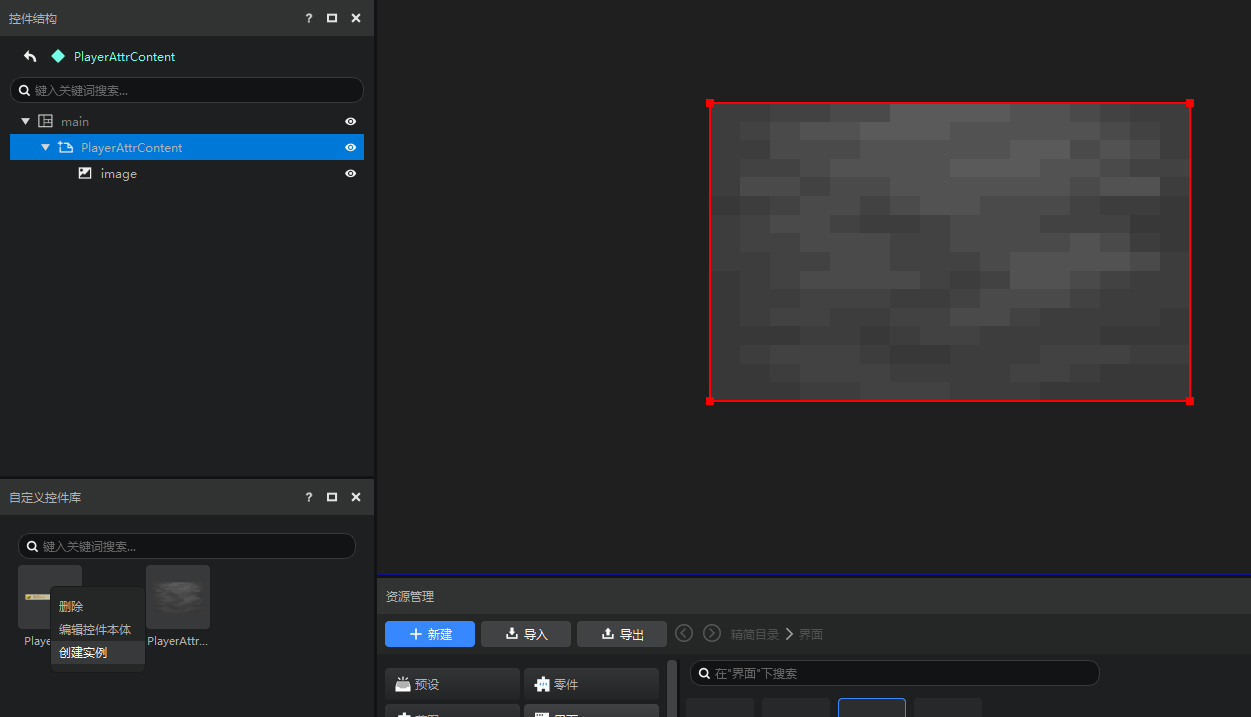 控件结构
?
PlayerAttrContent
键入关键词搜索...
main
PlayerAttrContent
image
自定义控件库
?
键入关键词搜索...
Playe
PlayerAttr...
删除
编辑控件本体
创建实例
资源管理
新建
导入
导出
精简目录
界面
预设
零件
在"界面"下搜索
界面